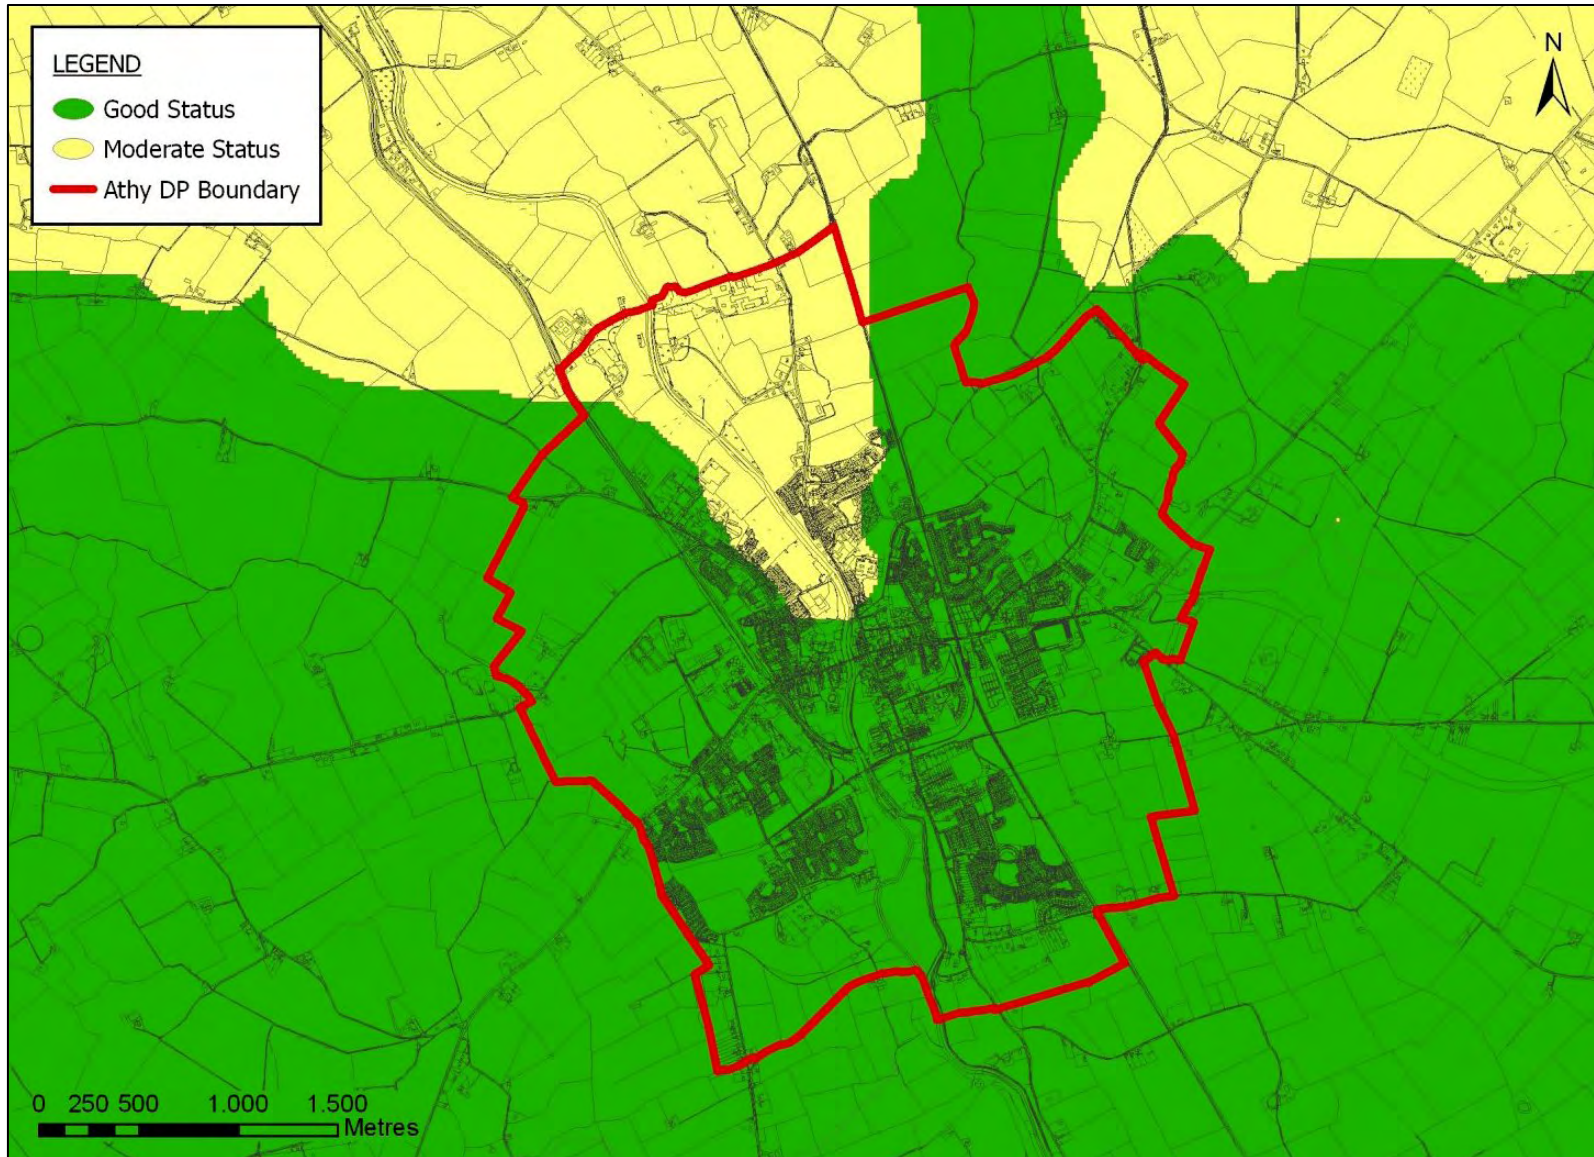 LEGEND
Good Status
Moderate Status
Athy DP Boundary
N
0 250 500 1.000 1.500
Metres